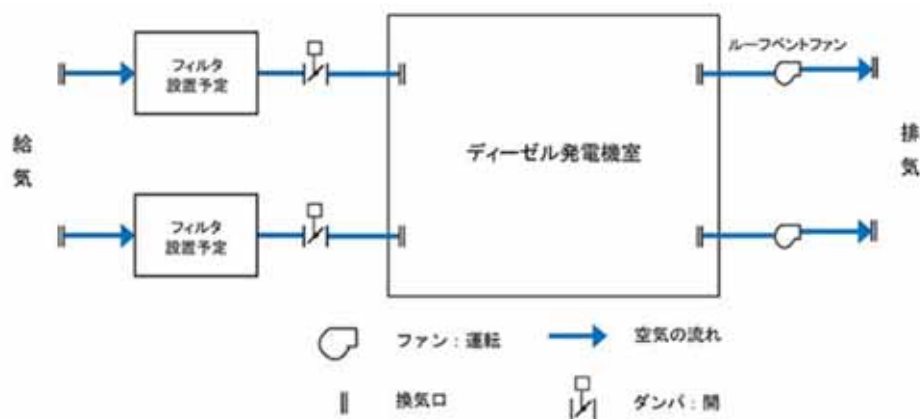 ルーフベントファン
フィルタ
設置予定
給
気
ディーゼル発電機室
排
気
フィルタ
設置予定
ファン：運転
空気の流れ
換気口
ダンパ：開